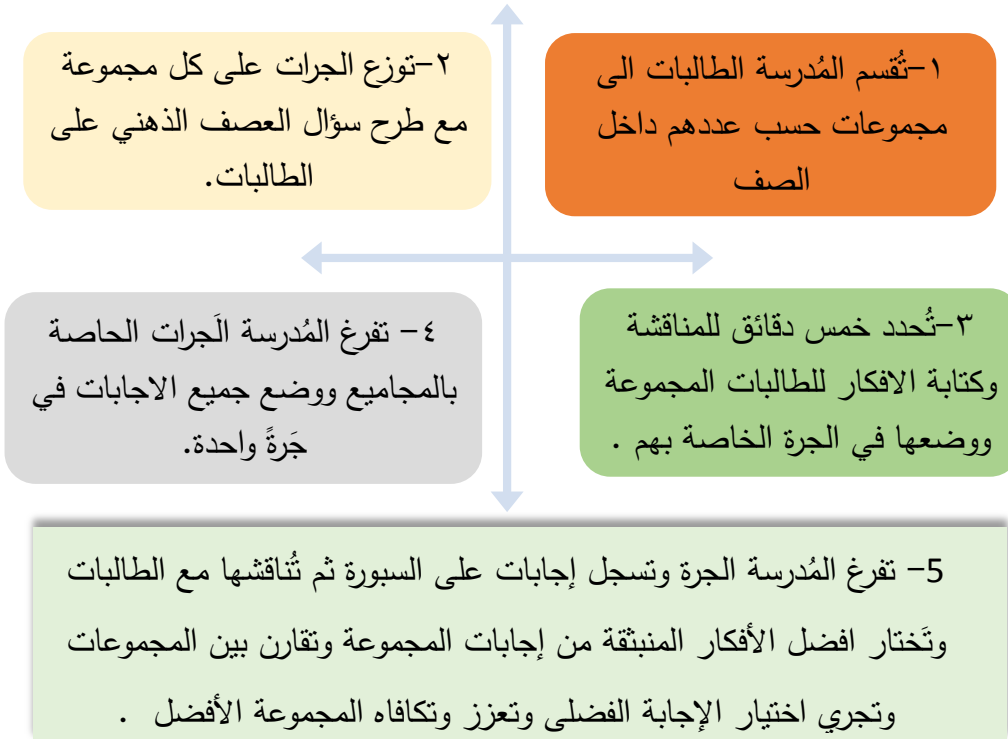 ١–تُقسم المُدرسة الطالبات الى
مجموعات حسب عددهم داخل
الصف
٢–توزع الجرات على كل مجموعة
مع طرح سؤال العصف الذهني على
الطالبات.
٣–تُحدد خمس دقائق للمناقشة
وكتابة الافكار للطالبات المجموعة
ووضعها في الجرة الخاصة بهم .
٤– تفرغ المُدرسة الَجرات الحاصة
بالمجاميع ووضع جميع الاجابات في
جَرةً واحدة.
5– تفرغ المُدرسة الجرة وتسجل إجابات على السبورة ثم تُناقشها مع الطالبات
وتَختار افضل الأفكار المنبثقة من إجابات المجموعة وتقارن بين المجموعات
وتجري اختيار الإجابة الفضلى وتعزز وتكافاه المجموعة الأفضل .